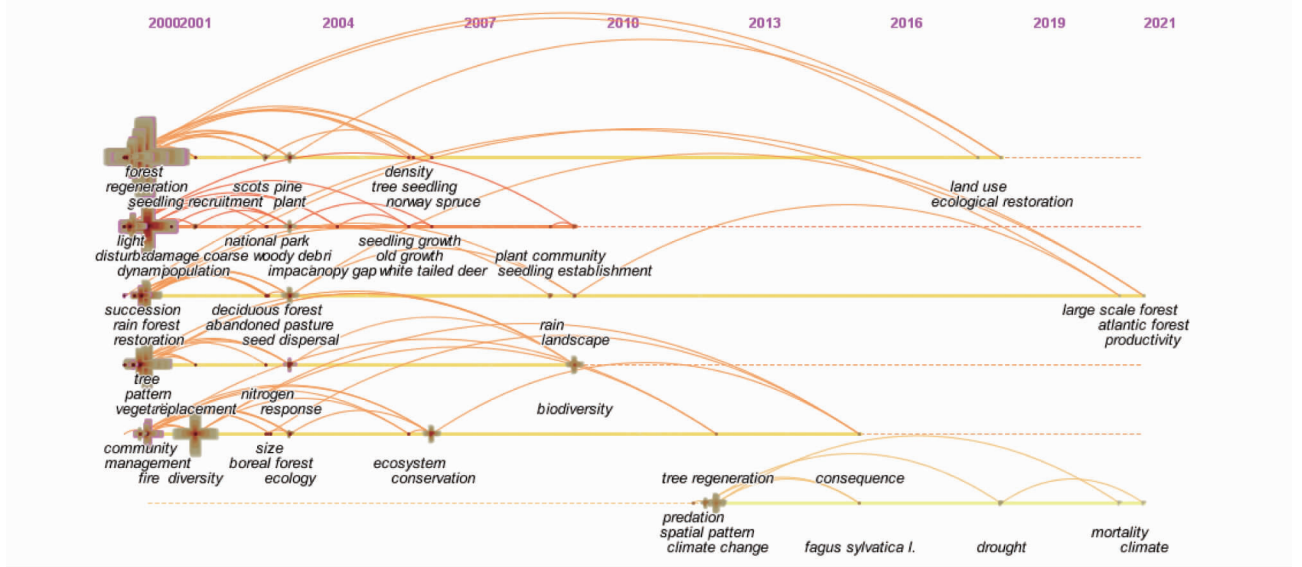 2000 2001 2004 2007 2010 2013 2016 2019 2021
forest density land use
regeneration scots pine tree seedling ecological restoration
seedling recruitment plant norway spruce
light national park seedling growth
damage coarse woody debri old growth plant community
population canopy gap white tailed deer seedling establishment
succession deciduous forest large scale forest
rain forest abandoned pasture rain atlantic forest
restoration seed dispersal landscape productivity
tree
pattern nitrogen
replacement response biodiversity
community size
management boreal forest ecosystem
fire diversity ecology conservation tree regeneration consequence
predation
spatial pattern mortality
climate change fagus sylvatica l. drought climate